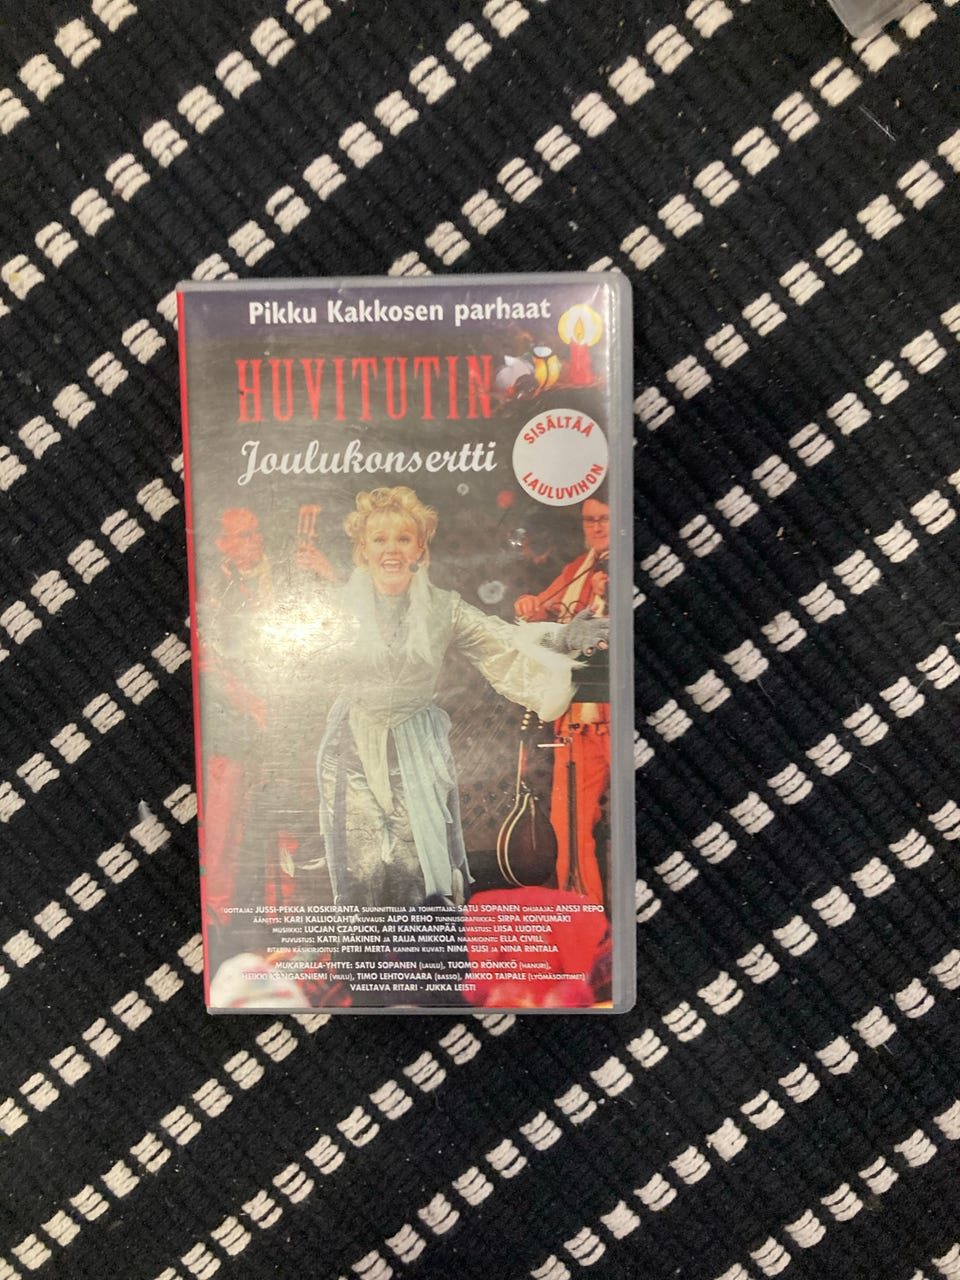 Pikku Kakkosen parhaat
HUVITUTIN
Joulukonsertti
SISÄLTÄÄ
LAULUVIHON
TUOTTAJA: JUSSI-PEKKA KOSKIRANTA SUUNNITTELIJA JA TOIMITTAJA: SATU SOPANEN OHJAAJA: ANSSI REPO
ÄÄNITYS: KARI KALLIOLAHTI KUVAUS: ALPO REHO TUNNUSGRAFIIKKA: SIRPA KOIVUMÄKI
MUSIIKKI: LUCJAN CZAPLICKI, ARI KANKAANPÄÄ LAVASTUS: LIISA LUOTOLA
PUVUSTUS: KATRI MÄKINEN JA RAIJA MIKKOLA NAAMIOINTI: ELLA CIVILL
RITARIN KÄSIKIRJOITUS: PETRI MERTA KANNEN KUVAT: NINA SUSI JA NINA RINTALA
MUKARALLA-YHTYE: SATU SOPANEN (LAULU), TUOMO RÖNKKÖ (HANURI),
HEIKKI KANGASNIEMI (VIULU), TIMO LEHTOVAARA (BASSO), MIKKO TAIPALE (LYÖMÄSOITTIMET)
VAELTAVA RITARI - JUKKA LEISTI